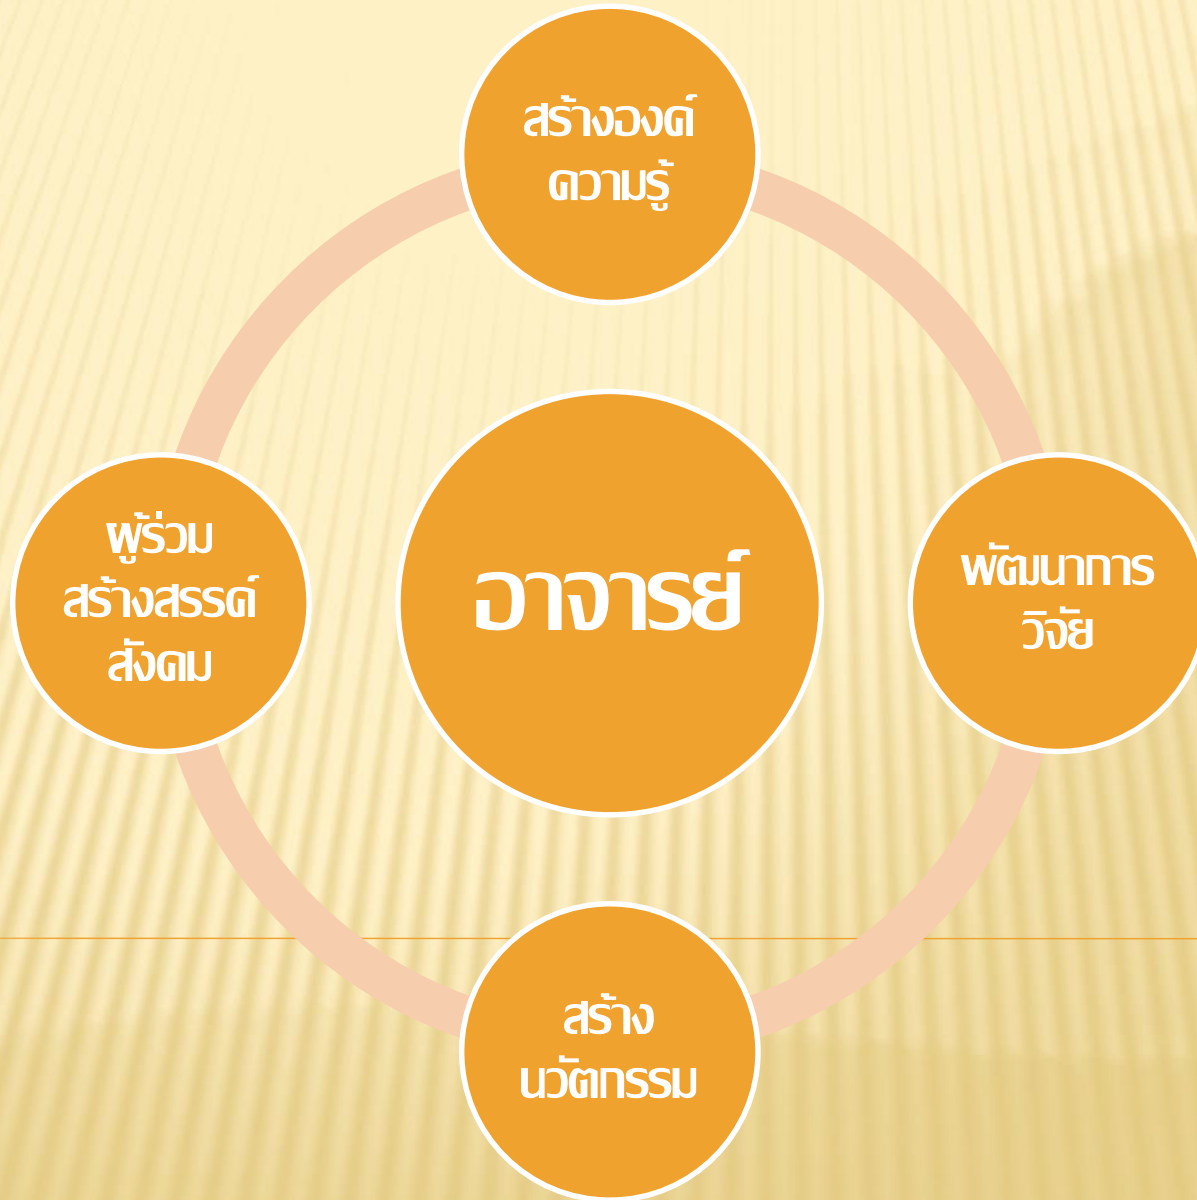 สร้างองค์
ความรู้
ผู้ร่วม
สร้างสรรค์
สังคม
อาจารย์
พัฒนาการ
วิจัย
สร้าง
นวัตกรรม